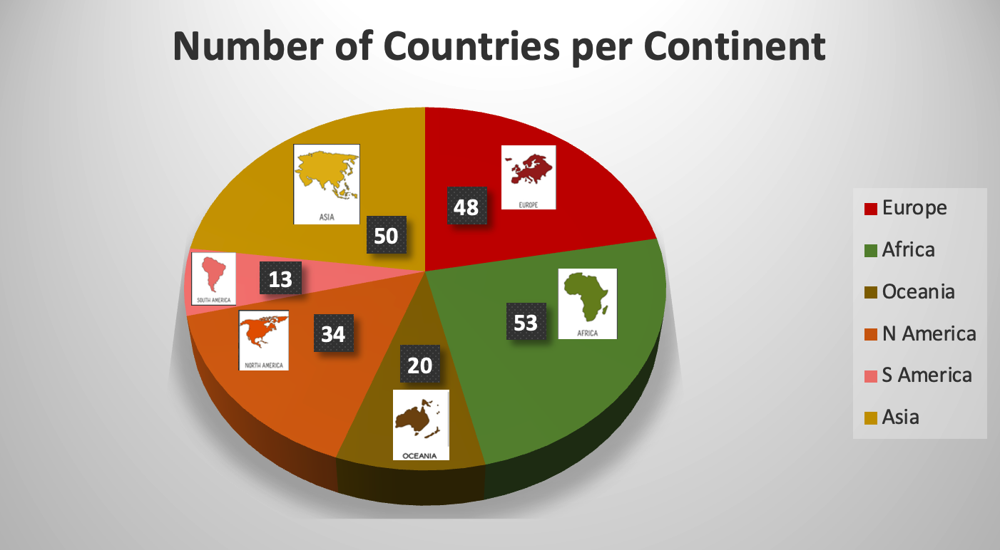 Number of Countries per Continent
ASIA
EUROPE
50
48
SOUTH AMERICA
13
AFRICA
53
NORTH AMERICA
34
20
OCEANIA
Europe
Africa
Oceania
N America
S America
Asia